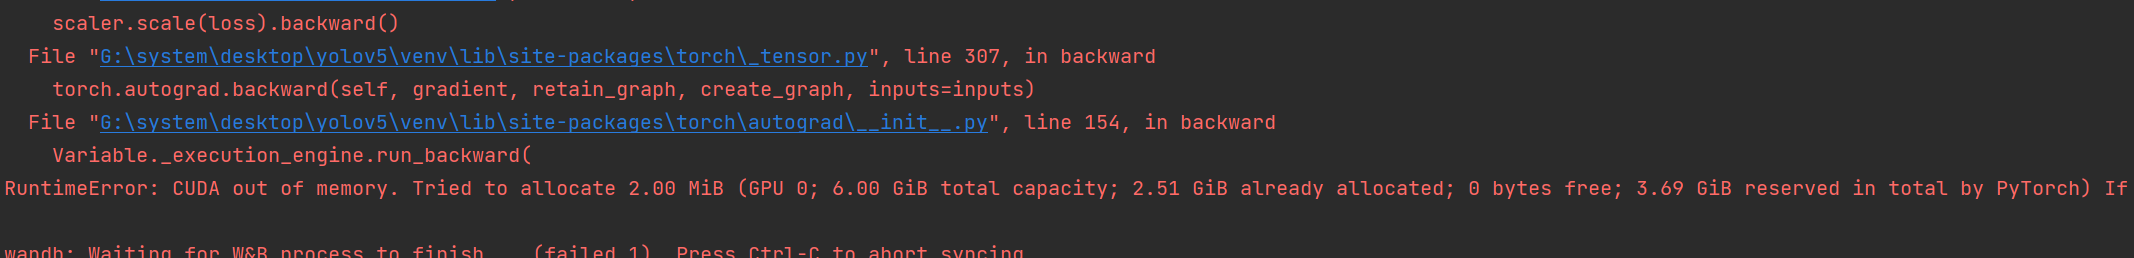 scaler.scale(loss).backward()
File "G:\system\desktop\yolov5\venv\lib\site-packages\torch\_tensor.py", line 307, in backward
torch.autograd.backward(self, gradient, retain_graph, create_graph, inputs=inputs)
File "G:\system\desktop\yolov5\venv\lib\site-packages\torch\autograd\__init__.py", line 154, in backward
Variable._execution_engine.run_backward(
RuntimeError: CUDA out of memory. Tried to allocate 2.00 MiB (GPU 0; 6.00 GiB total capacity; 2.51 GiB already allocated; 0 bytes free; 3.69 GiB reserved in total by PyTorch) If
wandb: Waiting for W&B process to finish... (failed 1). Press Ctrl-C to abort syncing.